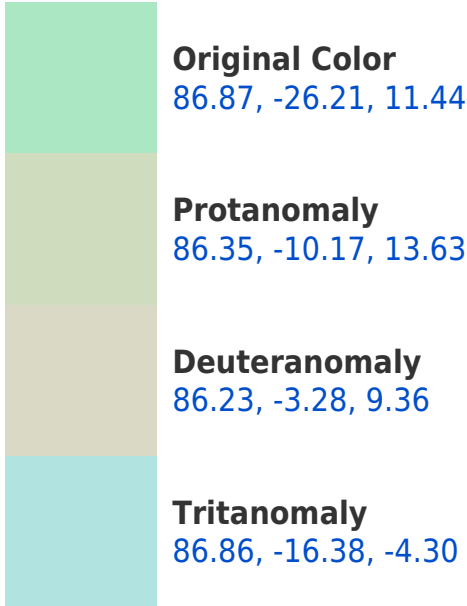 Original Color
86.87, -26.21, 11.44
Protanomaly
86.35, -10.17, 13.63
Deuteranomaly
86.23, -3.28, 9.36
Tritanomaly
86.86, -16.38, -4.30